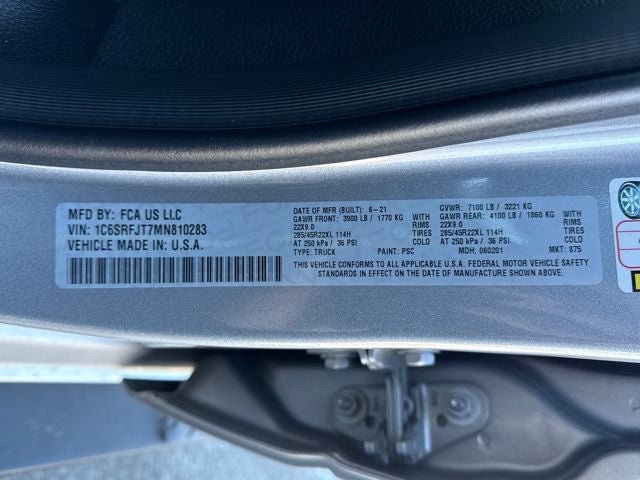 MFD BY: FCA US LLC
VIN: 1C6SRFJT7MN810283
VEHICLE MADE IN U.S.A.
DATE OF MFR (BUILT): 6-21 GVWR: 7100 LB / 3221 KG
GAWR FRONT: 3900 LB / 1770 KG WITH GAWR REAR: 4100 LB / 1860 KG WITH
22X9.0 RIMS 22X9.0 RIMS
285/45R22XL 114H TIRES 285/45R22XL 114H TIRES
AT 250 kPa / 36 PSI COLD AT 250 kPa / 36 PSI COLD
TYPE: TRUCK PAINT: PSC MDH: 060201 MKT: 875
THIS VEHICLE CONFORMS TO ALL APPLICABLE U.S.A. FEDERAL MOTOR VEHICLE SAFETY
STANDARDS IN EFFECT ON THE DATE OF MANUFACTURE SHOWN ABOVE.